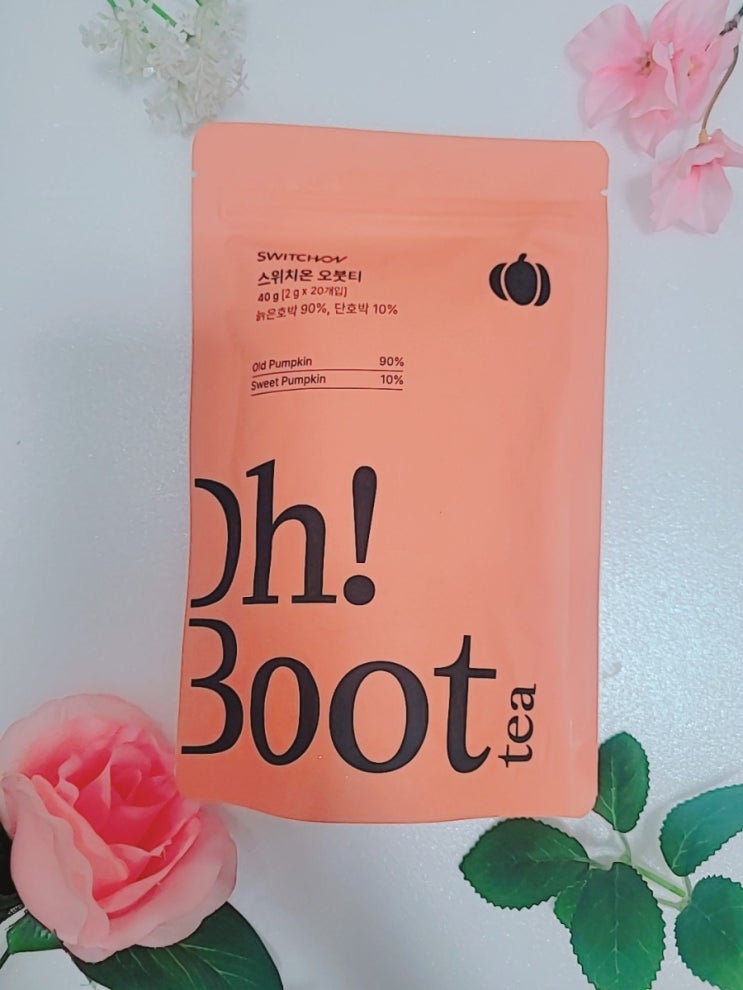 SWITCHON
스위치온 오붓티
40 g [2 g x 20개입]
늙은호박 90%, 단호박 10%
Old Pumpkin 90%
Sweet Pumpkin 10%
Oh!
Boot
tea